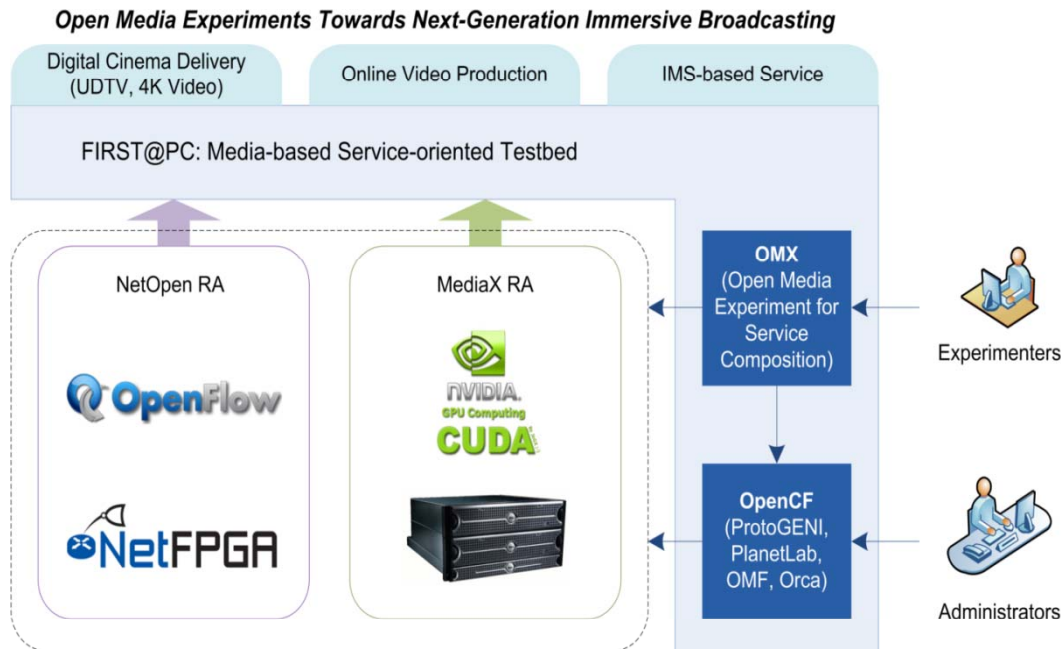 Open Media Experiments Towards Next-Generation Immersive Broadcasting
Digital Cinema Delivery
(UDTV, 4K Video)
Online Video Production
IMS-based Service
FIRST@PC: Media-based Service-oriented Testbed
NetOpen RA
MediaX RA
OMX
(Open Media
Experiment for
Service
Composition)
Experimenters
OpenFlow
NVIDIA.
GPU Computing
CUDA
OpenCF
(ProtoGENI,
PlanetLab,
OMF, Orca)
NetFPGA
Administrators